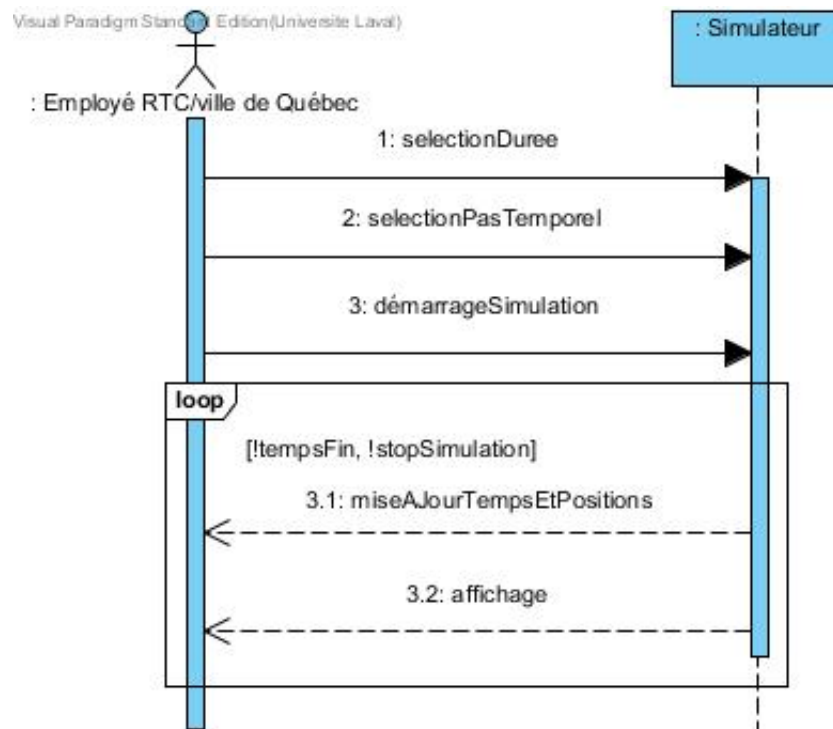 Visual Paradigm Standard Edition(Universite Laval)
: Simulateur
: Employé RTC/ville de Québec
1: selectionDuree
2: selectionPasTemporel
3: démarrageSimulation
loop
[!tempsFin, !stopSimulation]
3.1: miseAJourTempsEtPositions
3.2: affichage